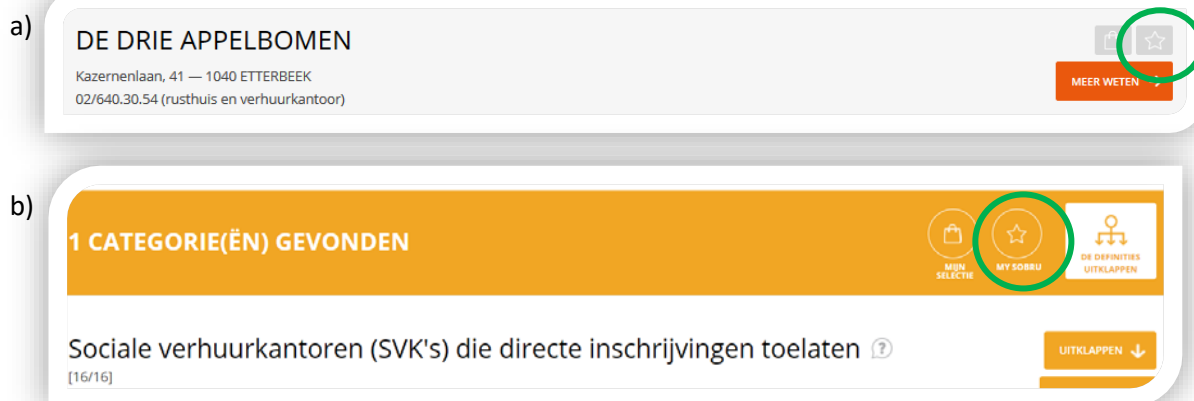 a)
DE DRIE APPELBOMEN
Kazernenlaan, 41 — 1040 ETTERBEEK
02/640.30.54 (rusthuis en verhuurkantoor)
MEER WETEN
b)
1 CATEGORIE(ËN) GEVONDEN
MIJN
SELECTIE
MY SOBRU
DE DEFINITIES
UITKLAPPEN
Sociale verhuurkantoren (SVK's) die directe inschrijvingen toelaten ?
[16/16]
UITKLAPPEN